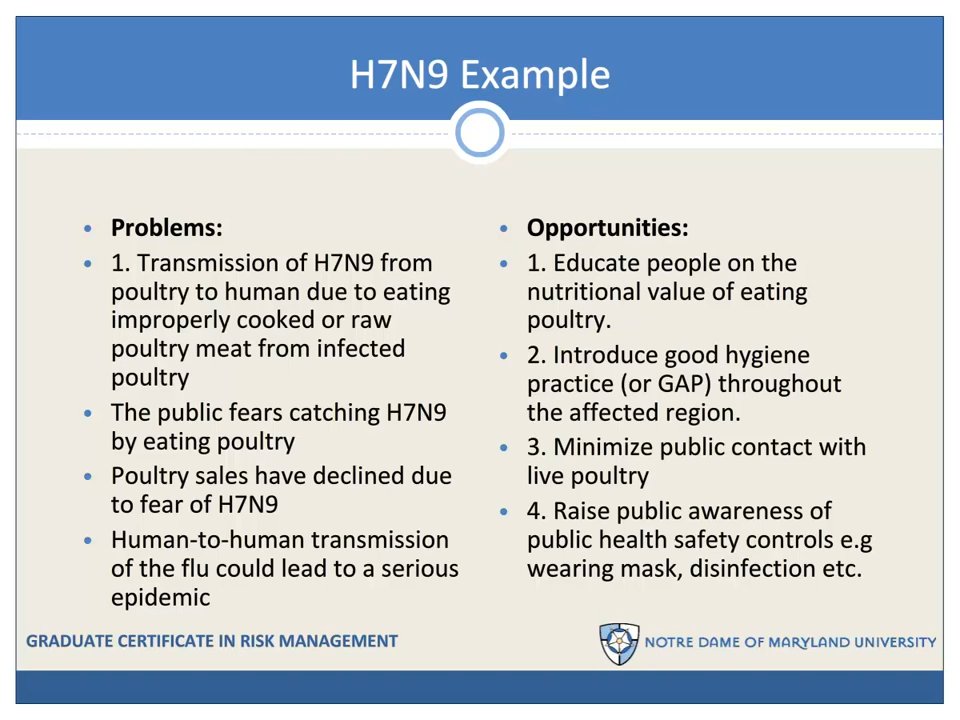 H7N9 Example
• Problems:
• 1. Transmission of H7N9 from
poultry to human due to eating
improperly cooked or raw
poultry meat from infected
poultry
• The public fears catching H7N9
by eating poultry
• Poultry sales have declined due
to fear of H7N9
• Human-to-human transmission
of the flu could lead to a serious
epidemic
• Opportunities:
• 1. Educate people on the
nutritional value of eating
poultry.
• 2. Introduce good hygiene
practice (or GAP) throughout
the affected region.
• 3. Minimize public contact with
live poultry
• 4. Raise public awareness of
public health safety controls e.g
wearing mask, disinfection etc.
GRADUATE CERTIFICATE IN RISK MANAGEMENT
NOTRE DAME OF MARYLAND UNIVERSITY